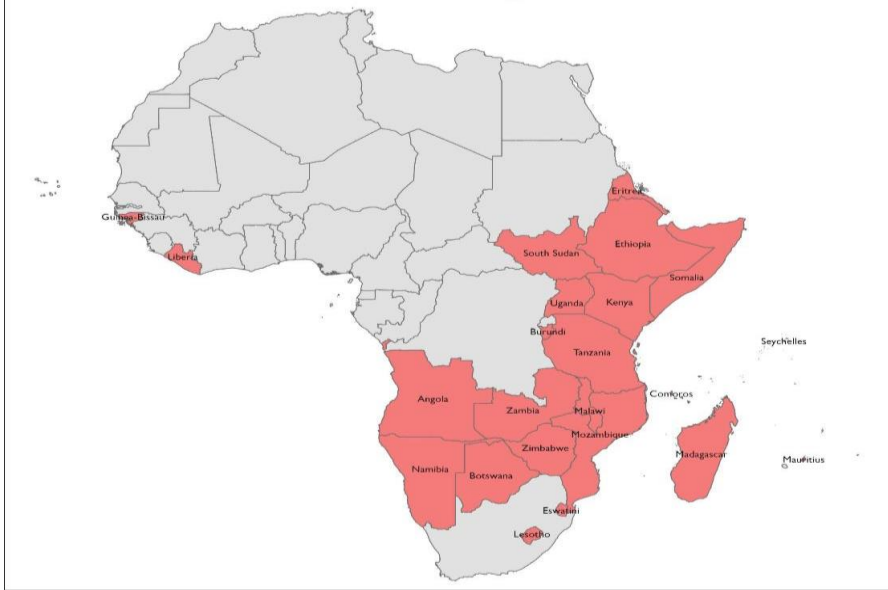 Eritrea
Guinea-Bissau
Ethiopia
South Sudan
Liberia
Somalia
Uganda
Kenya
Burundi
Seychelles
Tanzania
Comoros
Angola
Zambia
Malawi
Mozambique
Zimbabwe
Madagascar
Mauritius
Namibia
Botswana
Eswatini
Lesotho